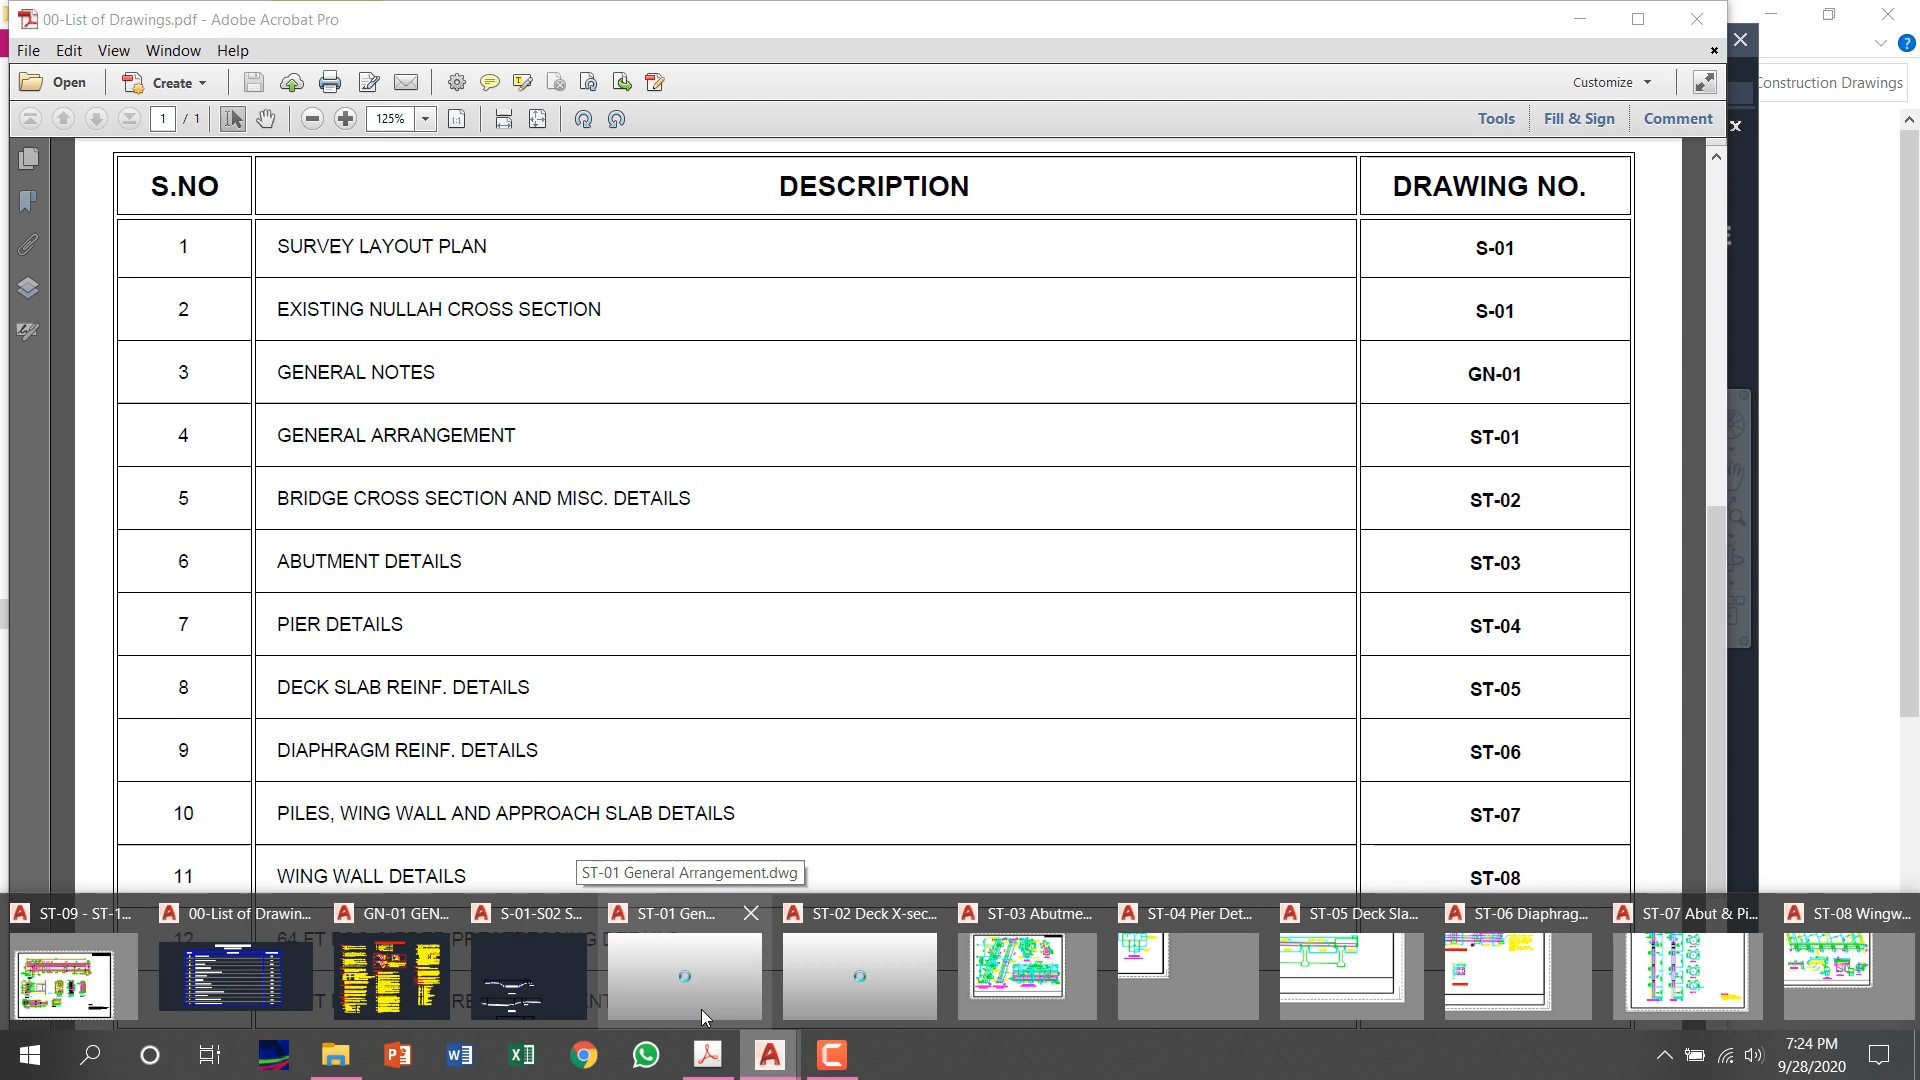 00-List of Drawings.pdf - Adobe Acrobat Pro
File Edit View Window Help
Open Create Customize
Construction Drawings
1 / 1 125% 1:1 Tools Fill & Sign Comment
S.NO DESCRIPTION DRAWING NO.
1 SURVEY LAYOUT PLAN S-01
2 EXISTING NULLAH CROSS SECTION S-01
3 GENERAL NOTES GN-01
4 GENERAL ARRANGEMENT ST-01
5 BRIDGE CROSS SECTION AND MISC. DETAILS ST-02
6 ABUTMENT DETAILS ST-03
7 PIER DETAILS ST-04
8 DECK SLAB REINF. DETAILS ST-05
9 DIAPHRAGM REINF. DETAILS ST-06
10 PILES, WING WALL AND APPROACH SLAB DETAILS ST-07
11 WING WALL DETAILS ST-08
ST-01 General Arrangement.dwg
ST-09 - ST-1... 00-List of Drawin... GN-01 GEN... S-01-S02 S... ST-01 Gen... ST-02 Deck X-sec... ST-03 Abutme... ST-04 Pier Det... ST-05 Deck Sla... ST-06 Diaphrag... ST-07 Abut & Pi... ST-08 Wingw...
12 64 FT
7:24 PM
9/28/2020